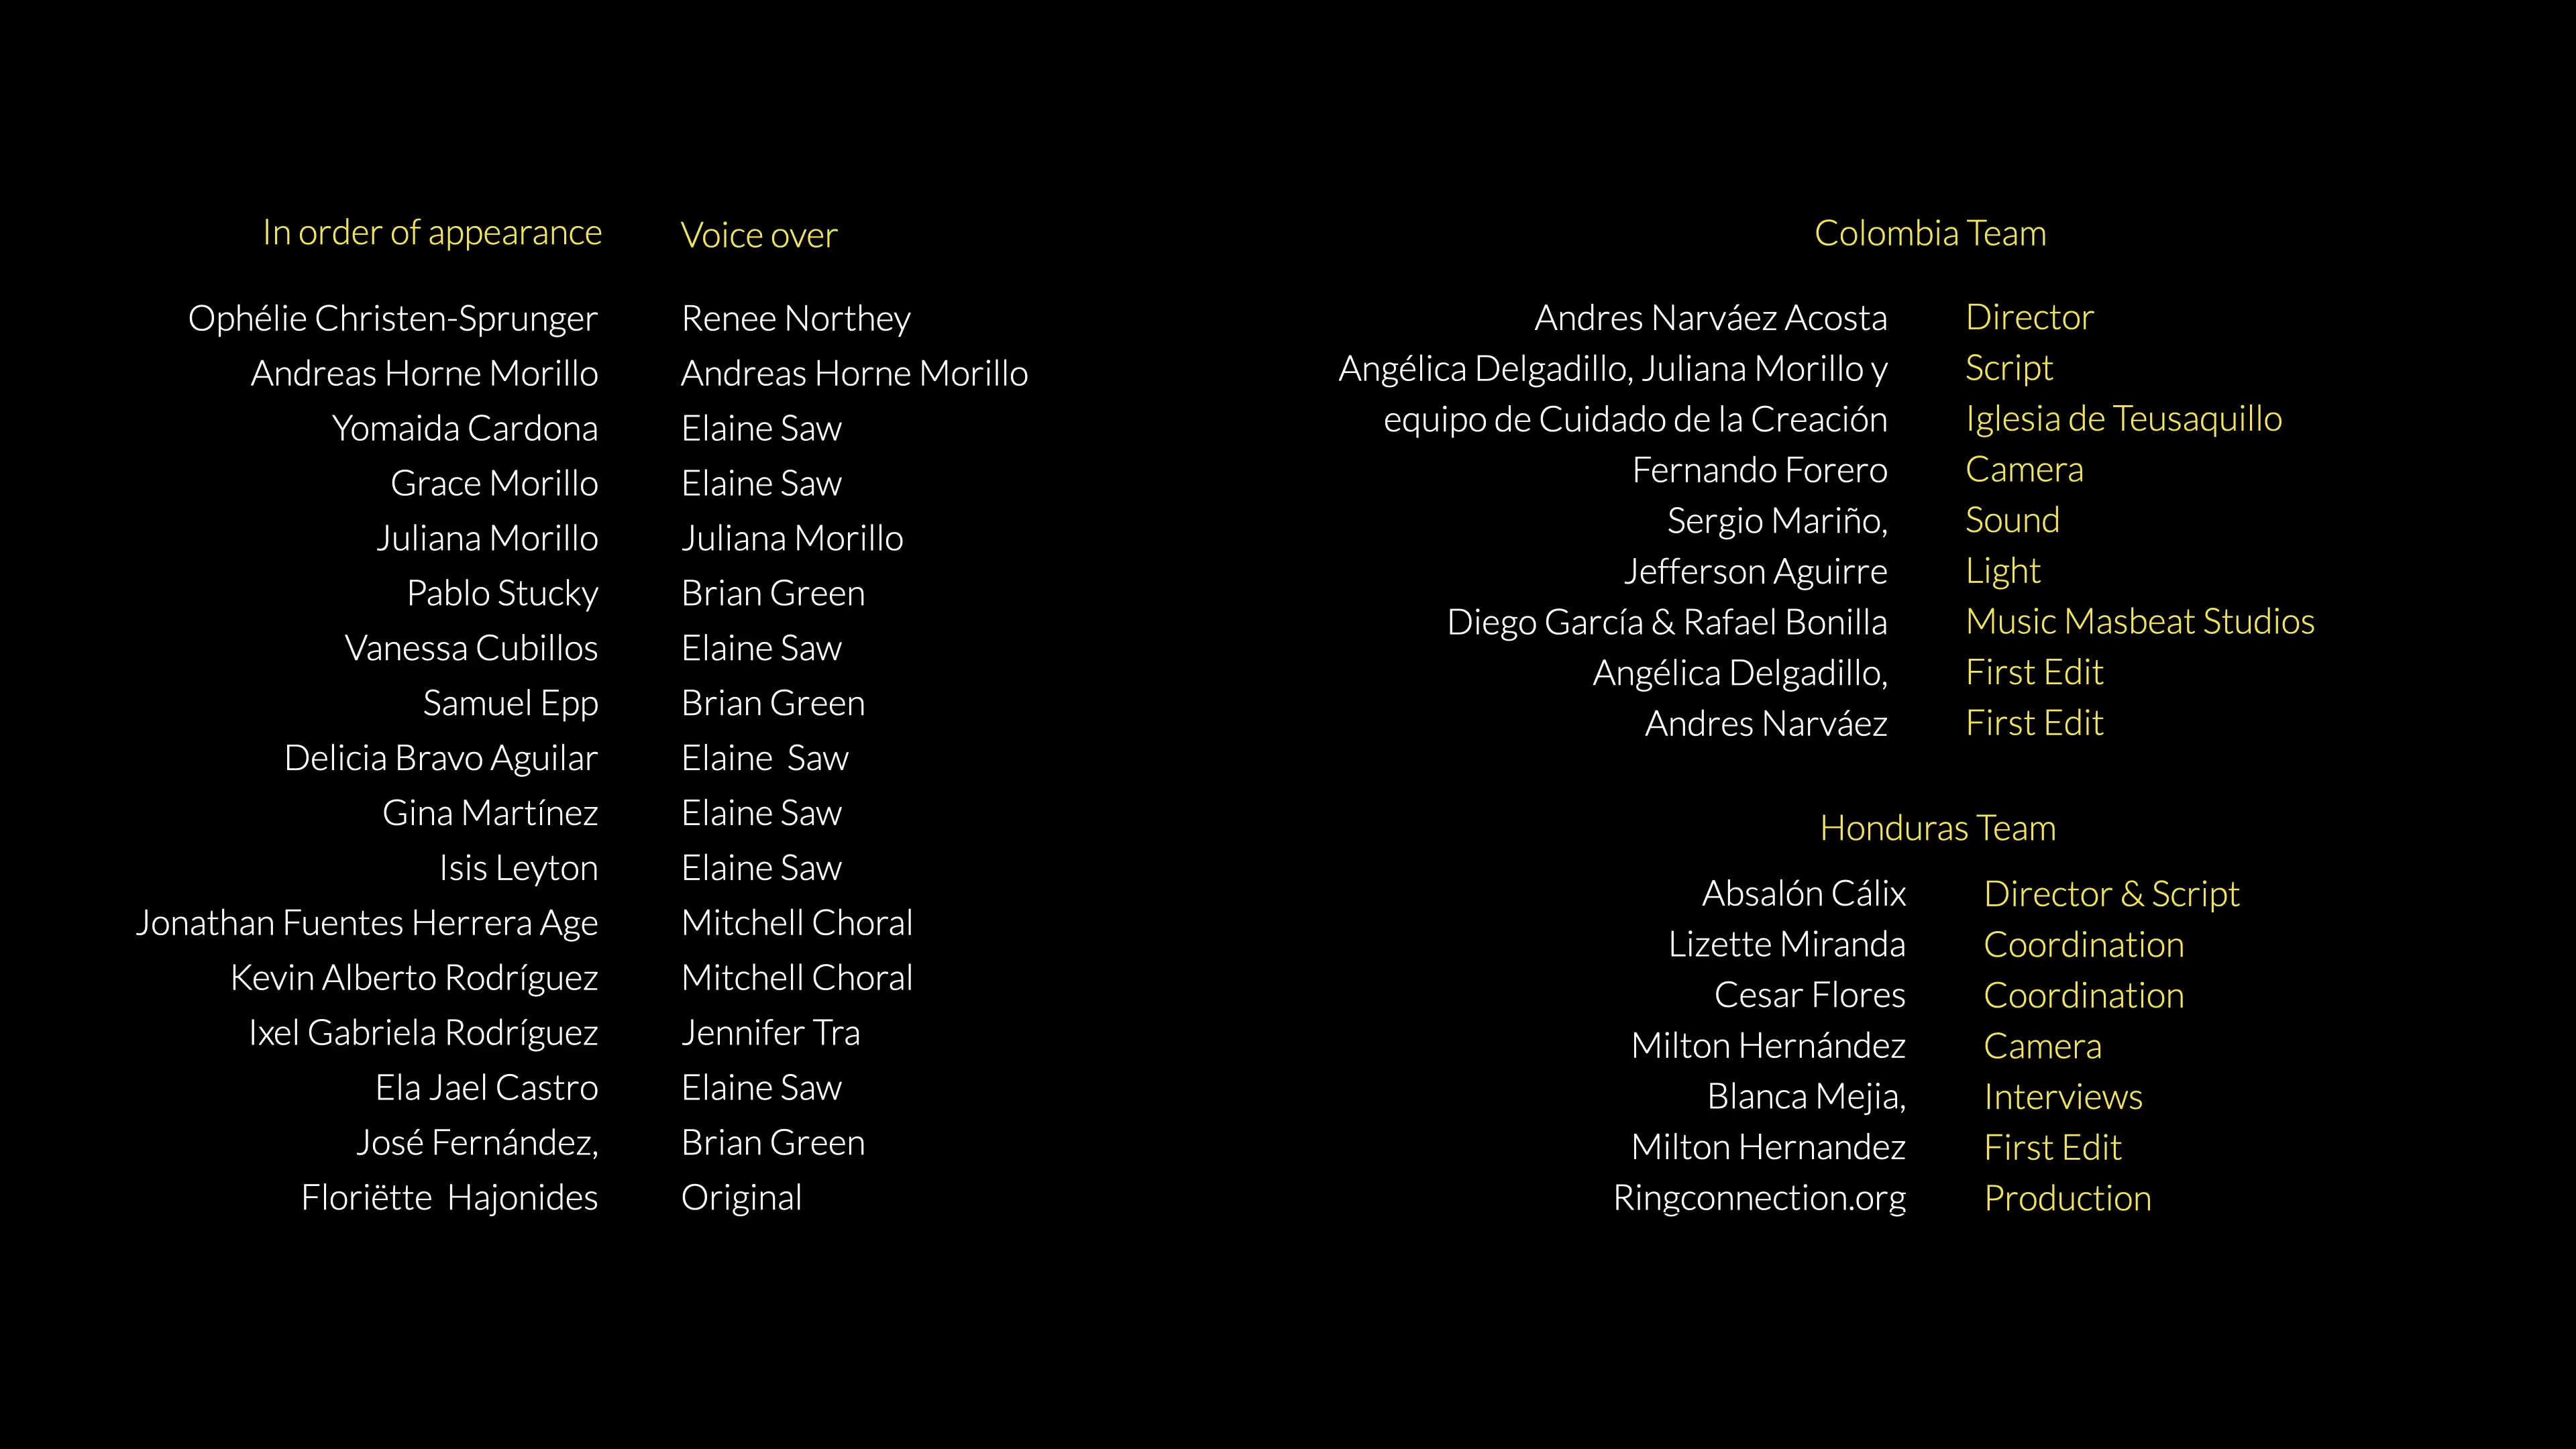 In order of appearance Voice over
Ophélie Christen-Sprunger Renee Northey
Andreas Horne Morillo Andreas Horne Morillo
Yomaida Cardona Elaine Saw
Grace Morillo Elaine Saw
Juliana Morillo Juliana Morillo
Pablo Stucky Brian Green
Vanessa Cubillos Elaine Saw
Samuel Epp Brian Green
Delicia Bravo Aguilar Elaine  Saw
Gina Martínez Elaine Saw
Isis Leyton Elaine Saw
Jonathan Fuentes Herrera Age Mitchell Choral
Kevin Alberto Rodríguez Mitchell Choral
Ixel Gabriela Rodríguez Jennifer Tra
Ela Jael Castro Elaine Saw
José Fernández, Brian Green
Floriëtte  Hajonides Original
Colombia Team
Andres Narváez Acosta Director
Angélica Delgadillo, Juliana Morillo y Script
equipo de Cuidado de la Creación Iglesia de Teusaquillo
Fernando Forero Camera
Sergio Mariño, Sound
Jefferson Aguirre Light
Diego García & Rafael Bonilla Music Masbeat Studios
Angélica Delgadillo, First Edit
Andres Narváez First Edit
Honduras Team
Absalón Cálix Director & Script
Lizette Miranda Coordination
Cesar Flores Coordination
Milton Hernández Camera
Blanca Mejia, Interviews
Milton Hernandez First Edit
Ringconnection.org Production